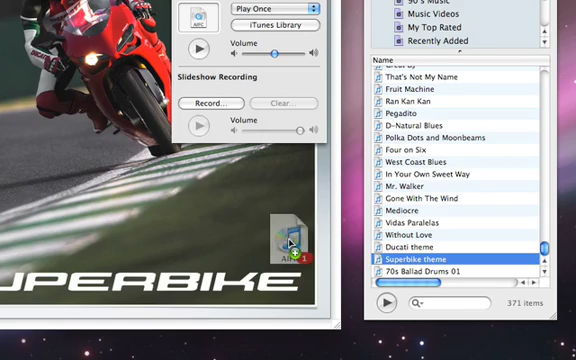 90's Music
Music Videos
My Top Rated
Recently Added
Play Once
iTunes Library
Volume
Slideshow Recording
Record...
Clear...
Volume
Name
That's Not My Name
Fruit Machine
Ran Kan Kan
Pegadito
D-Natural Blues
Polka Dots and Moonbeams
Four on Six
West Coast Blues
In Your Own Sweet Way
Mr. Walker
Gone With The Wind
Mediocre
Vidas Paralelas
Without Love
Ducati theme
Superbike theme
70s Ballad Drums 01
371 items
1
UPERBIKE